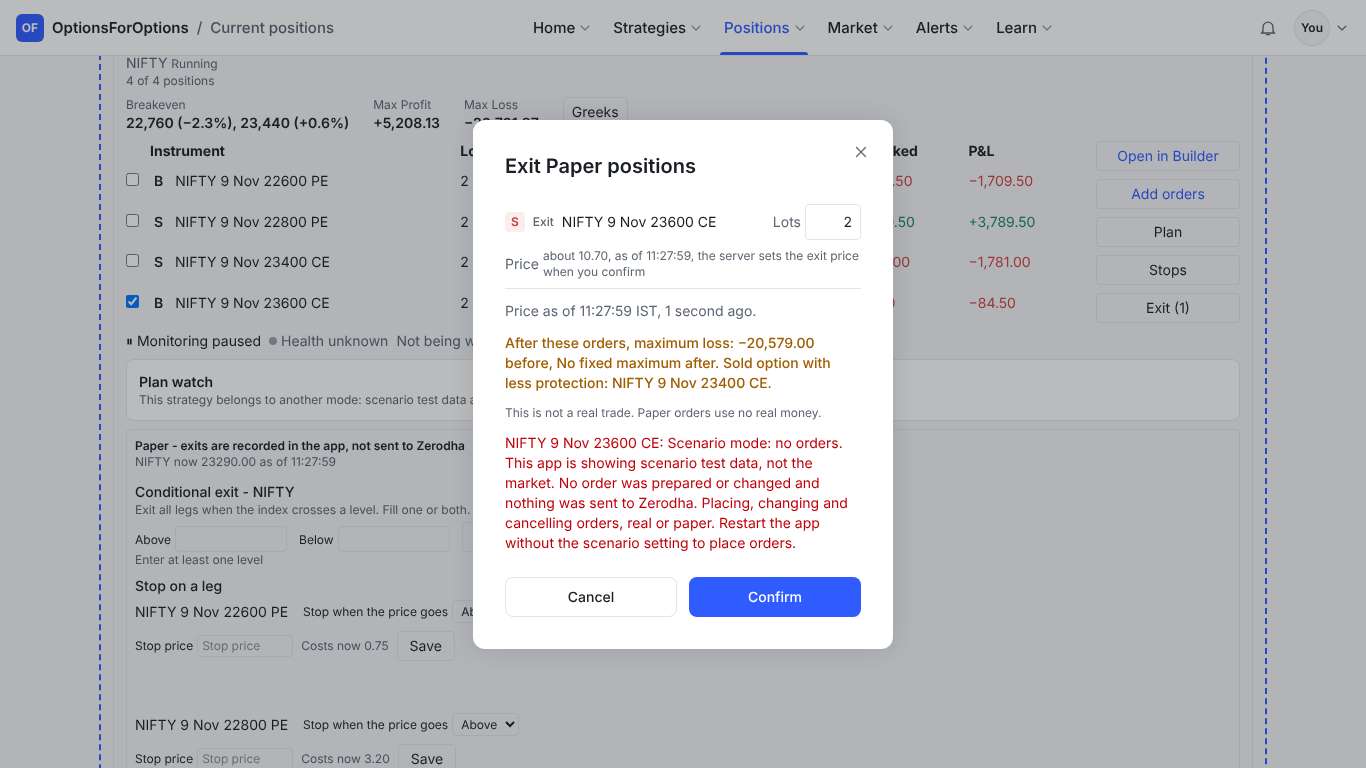 OF OptionsForOptions / Current positions Home Strategies Positions Market Alerts Learn You
NIFTY Running
4 of 4 positions
Breakeven Max Profit Max Loss
22,760 (−2.3%), 23,440 (+0.6%) +5,208.13 Greeks
Instrument P&L Open in Builder
B NIFTY 9 Nov 22600 PE 2 −1,709.50
Add orders
S NIFTY 9 Nov 22800 PE 2 +3,789.50
Plan
S NIFTY 9 Nov 23400 CE 2 −1,781.00
Stops
B NIFTY 9 Nov 23600 CE 2 −84.50
Exit (1)
Monitoring paused Health unknown Not being
Plan watch
This strategy belongs to another mode: scenario test data
Paper - exits are recorded in the app, not sent to Zerodha
NIFTY now 23290.00 as of 11:27:59
Conditional exit - NIFTY
Exit all legs when the index crosses a level. Fill one or both.
Above Below
Enter at least one level
Stop on a leg
NIFTY 9 Nov 22600 PE Stop when the price goes
Stop price Stop price Costs now 0.75 Save
NIFTY 9 Nov 22800 PE Stop when the price goes Above
Stop price Stop price Costs now 3.20 Save
Exit Paper positions
S Exit NIFTY 9 Nov 23600 CE Lots 2
Price about 10.70, as of 11:27:59, the server sets the exit price
when you confirm
Price as of 11:27:59 IST, 1 second ago.
After these orders, maximum loss: −20,579.00
before, No fixed maximum after. Sold option with
less protection: NIFTY 9 Nov 23400 CE.
This is not a real trade. Paper orders use no real money.
NIFTY 9 Nov 23600 CE: Scenario mode: no orders.
This app is showing scenario test data, not the
market. No order was prepared or changed and
nothing was sent to Zerodha. Placing, changing and
cancelling orders, real or paper. Restart the app
without the scenario setting to place orders.
Cancel Confirm